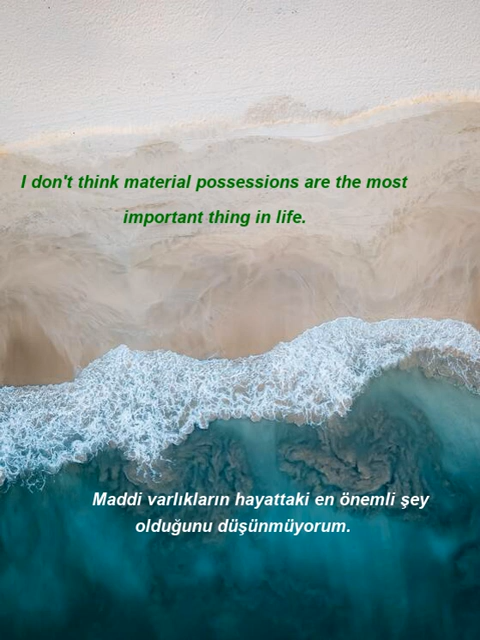 I don't think material possessions are the most
important thing in life.
Maddi varlıkların hayattaki en önemli şey
olduğunu düşünmüyorum.